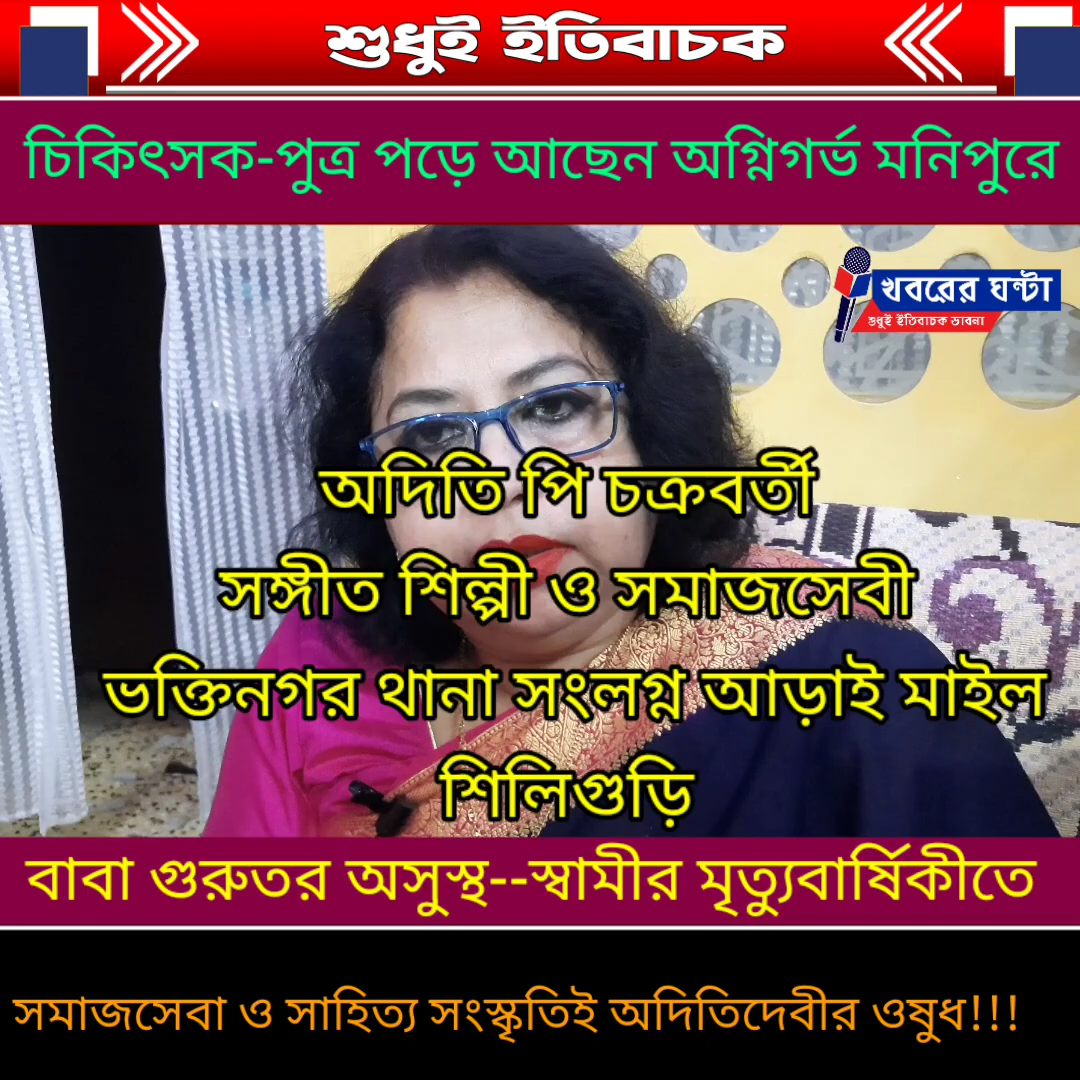 শুধুই ইতিবাচক
চিকিৎসক-পুত্র পড়ে আছেন অগ্নিগর্ভ মনিপুরে
খবরের ঘন্টা
শুধুই ইতিবাচক ভাবনা
অদিতি পি চক্রবর্তী
সঙ্গীত শিল্পী ও সমাজসেবী
ভক্তিনগর থানা সংলগ্ন আড়াই মাইল
শিলিগুড়ি
বাবা গুরুতর অসুস্থ--স্বামীর মৃত্যুবার্ষিকীতে
সমাজসেবা ও সাহিত্য সংস্কৃতিই অদিতিদেবীর ওষুধ!!!